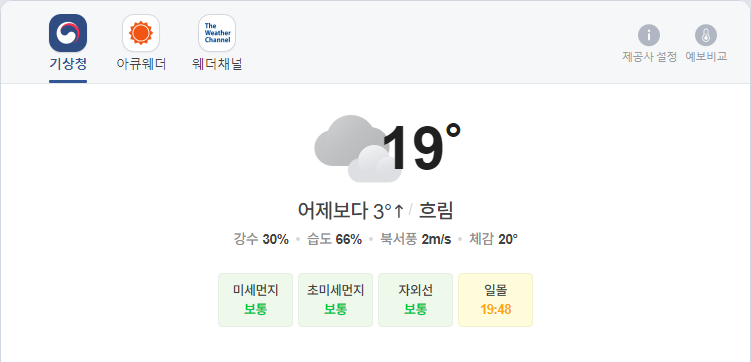 The
Weather
Channel
기상청 아큐웨더 웨더채널
제공사 설정 예보비교
19°
어제보다 3°↑ / 흐림
강수 30% • 습도 66% • 북서풍 2m/s • 체감 20°
미세먼지 초미세먼지 자외선 일몰
보통 보통 보통 19:48